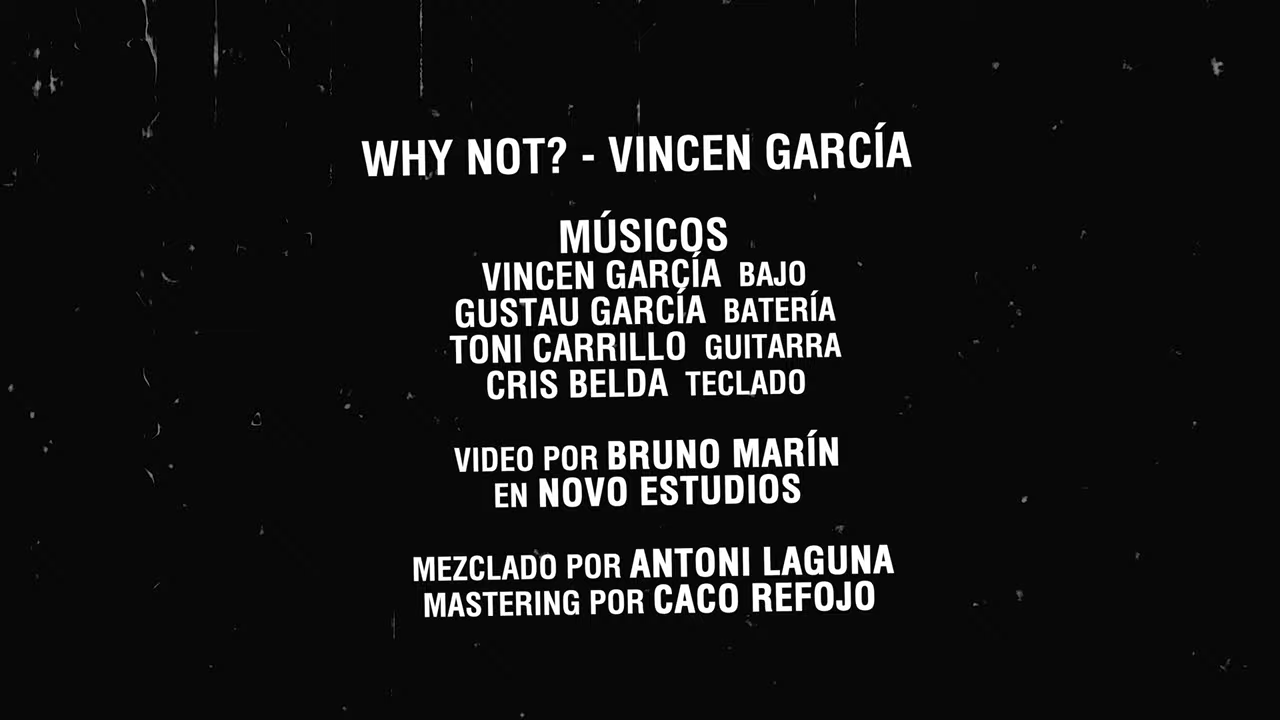 WHY NOT? - VINCEN GARCÍA
MÚSICOS
VINCEN GARCÍA BAJO
GUSTAU GARCÍA BATERÍA
TONI CARRILLO GUITARRA
CRIS BELDA TECLADO
VIDEO POR BRUNO MARÍN
EN NOVO ESTUDIOS
MEZCLADO POR ANTONI LAGUNA
MASTERING POR CACO REFOJO